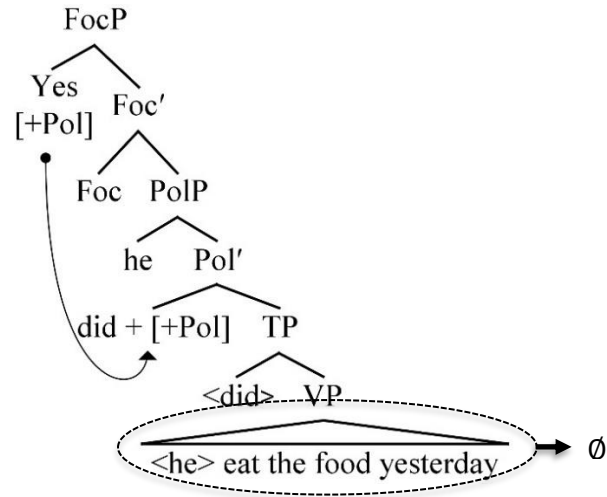 FocP
Yes
[+Pol]
Foc′
Foc PolP
he Pol′
did + [+Pol] TP
<did> VP
<he> eat the food yesterday
∅